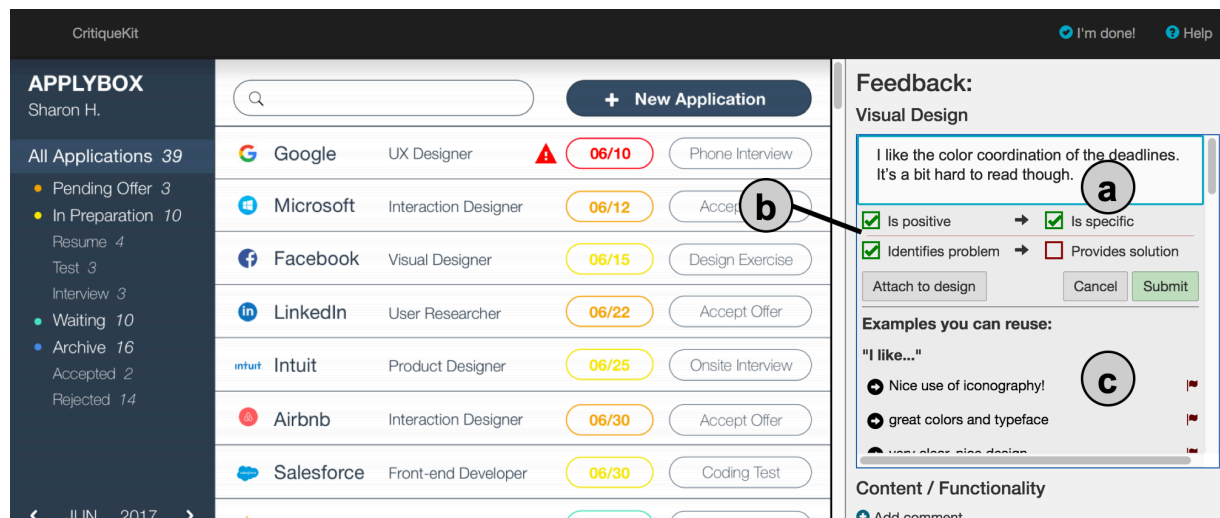 CritiqueKit
I'm done!
Help
APPLYBOX
Sharon H.
All Applications 39
Pending Offer 3
In Preparation 10
Resume 4
Test 3
Interview 3
Waiting 10
Archive 16
Accepted 2
Rejected 14
JUN 2017
+ New Application
Google UX Designer 06/10 Phone Interview
Microsoft Interaction Designer 06/12 Accep
Facebook Visual Designer 06/15 Design Exercise
LinkedIn User Researcher 06/22 Accept Offer
intuit Intuit Product Designer 06/25 Onsite Interview
Airbnb Interaction Designer 06/30 Accept Offer
Salesforce Front-end Developer 06/30 Coding Test
Feedback:
Visual Design
I like the color coordination of the deadlines.
It's a bit hard to read though.
a
b
Is positive → Is specific
Identifies problem → Provides solution
Attach to design Cancel Submit
Examples you can reuse:
"I like..."
c
Nice use of iconography!
great colors and typeface
very clear, nice design
Content / Functionality
Add comment